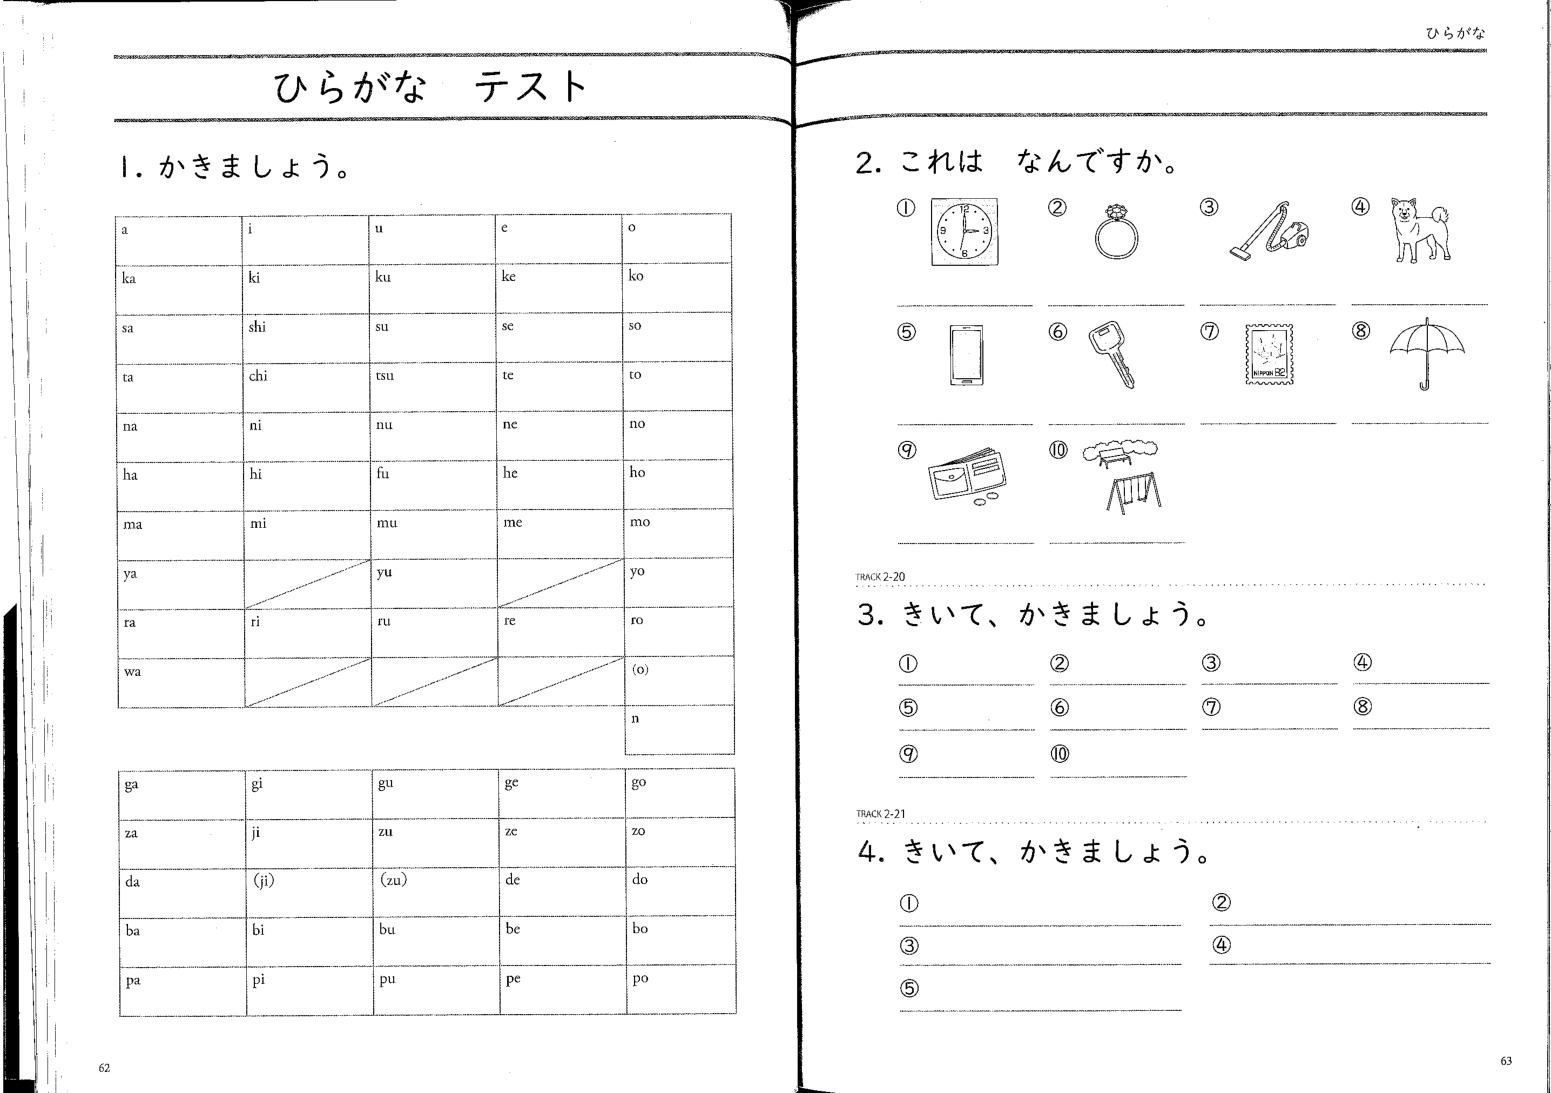 ひらがな テスト
1. かきましょう。
a i u e o
ka ki ku ke ko
sa shi su se so
ta chi tsu te to
na ni nu ne no
ha hi fu he ho
ma mi mu me mo
ya yu yo
ra ri ru re ro
wa (o)
n
ga gi gu ge go
za ji zu ze zo
da (ji) (zu) de do
ba bi bu be bo
pa pi pu pe po
62
ひらがな
2. これは なんですか。
① ② ③ ④
12
9 3
6
⑤ ⑥ ⑦ ⑧
NIPPON 82
⑨ ⑩
TRACK 2-20
3. きいて、かきましょう。
① ② ③ ④
⑤ ⑥ ⑦ ⑧
⑨ ⑩
TRACK 2-21
4. きいて、かきましょう。
① ②
③ ④
⑤
63